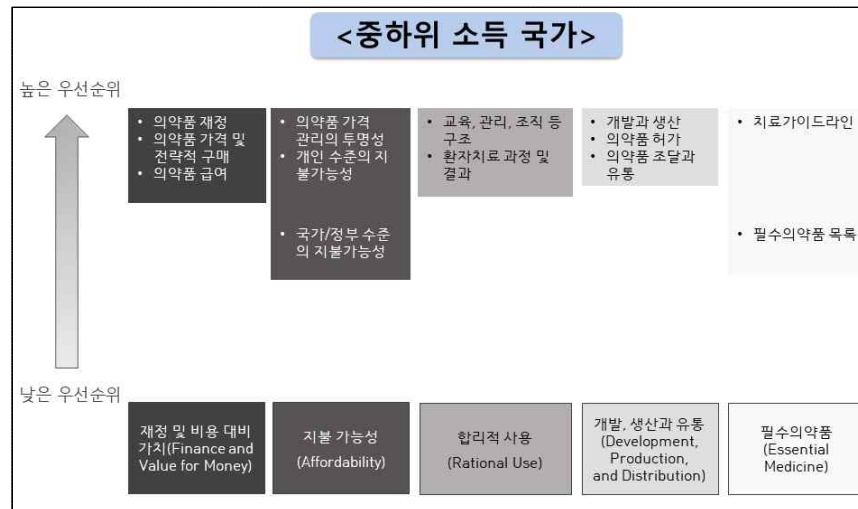 <중하위 소득 국가>
높은 우선순위
• 의약품 재정
• 의약품 가격 및
전략적 구매
• 의약품 급여
• 의약품 가격
관리의 투명성
• 개인 수준의 지
불가능성
• 국가/정부 수준
의 지불가능성
• 교육, 관리, 조직 등
구조
• 환자치료 과정 및
결과
• 개발과 생산
• 의약품 허가
• 의약품 조달과
유통
• 치료가이드라인
• 필수의약품 목록
낮은 우선순위
재정 및 비용 대비
가치(Finance and
Value for Money)
지불 가능성
(Affordability)
합리적 사용
(Rational Use)
개발, 생산과 유통
(Development,
Production,
and Distribution)
필수의약품
(Essential
Medicine)